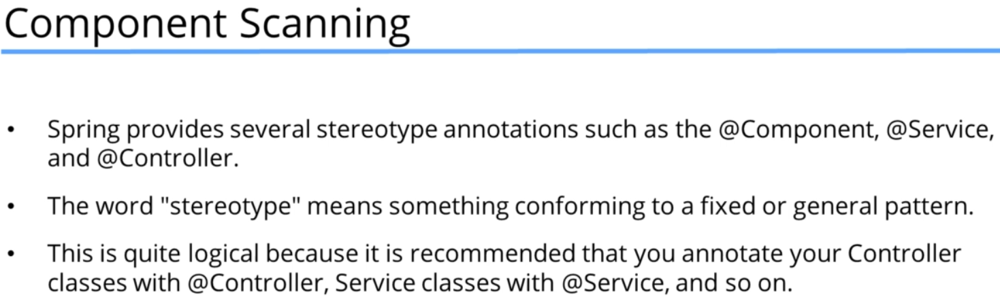 Component Scanning
• Spring provides several stereotype annotations such as the @Component, @Service,
and @Controller.
• The word "stereotype" means something conforming to a fixed or general pattern.
• This is quite logical because it is recommended that you annotate your Controller
classes with @Controller, Service classes with @Service, and so on.